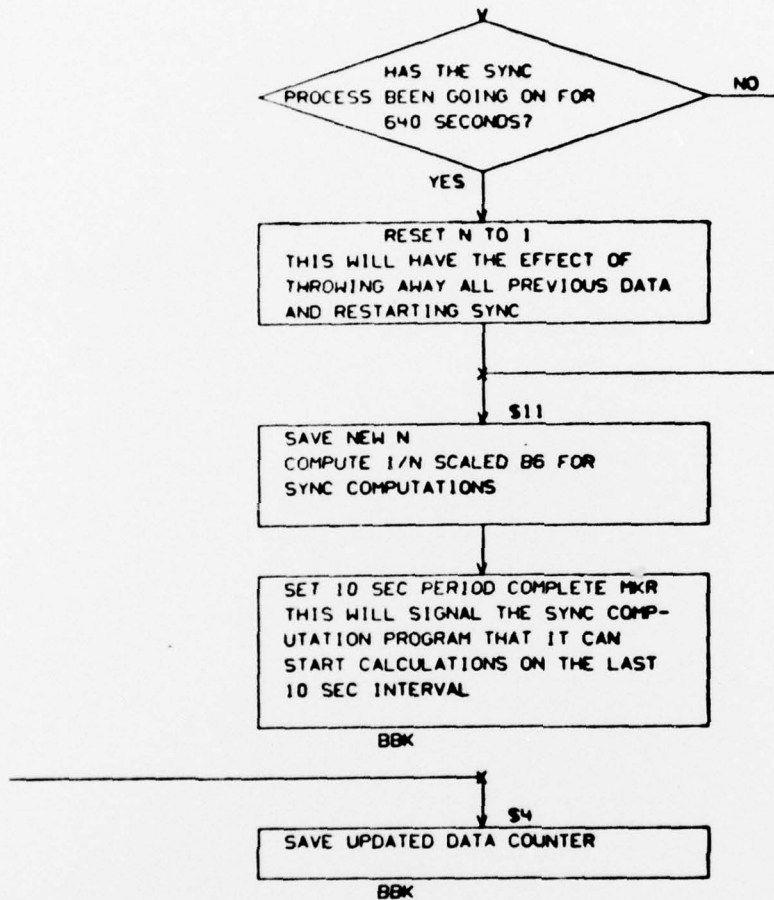 HAS THE SYNC
PROCESS BEEN GOING ON FOR
640 SECONDS?
NO
YES
RESET N TO 1
THIS WILL HAVE THE EFFECT OF
THROWING AWAY ALL PREVIOUS DATA
AND RESTARTING SYNC
$11
SAVE NEW N
COMPUTE 1/N SCALED B6 FOR
SYNC COMPUTATIONS
SET 10 SEC PERIOD COMPLETE MKR
THIS WILL SIGNAL THE SYNC COMP-
UTATION PROGRAM THAT IT CAN
START CALCULATIONS ON THE LAST
10 SEC INTERVAL
BBK
$4
SAVE UPDATED DATA COUNTER
BBK